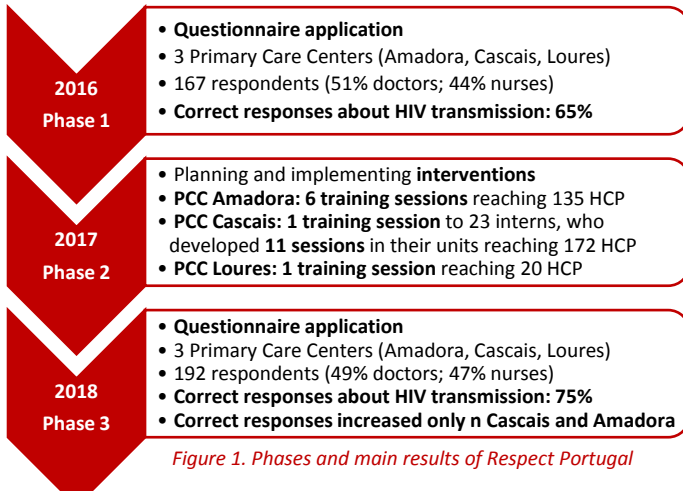 2016
Phase 1
• Questionnaire application
• 3 Primary Care Centers (Amadora, Cascais, Loures)
• 167 respondents (51% doctors; 44% nurses)
• Correct responses about HIV transmission: 65%
2017
Phase 2
• Planning and implementing interventions
• PCC Amadora: 6 training sessions reaching 135 HCP
• PCC Cascais: 1 training session to 23 interns, who
developed 11 sessions in their units reaching 172 HCP
• PCC Loures: 1 training session reaching 20 HCP
2018
Phase 3
• Questionnaire application
• 3 Primary Care Centers (Amadora, Cascais, Loures)
• 192 respondents (49% doctors; 47% nurses)
• Correct responses about HIV transmission: 75%
• Correct responses increased only n Cascais and Amadora
Figure 1. Phases and main results of Respect Portugal